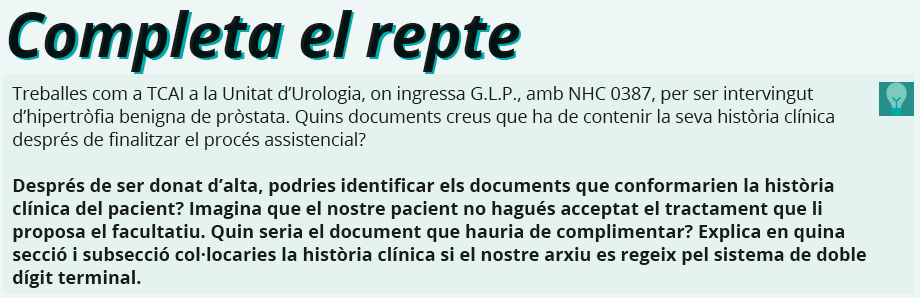 Completa el repte
Treballes com a TCAI a la Unitat d’Urologia, on ingressa G.L.P., amb NHC 0387, per ser intervingut
d’hipertròfia benigna de pròstata. Quins documents creus que ha de contenir la seva història clínica
després de finalitzar el procés assistencial?
Després de ser donat d’alta, podries identificar els documents que conformarien la història
clínica del pacient? Imagina que el nostre pacient no hagués acceptat el tractament que li
proposa el facultatiu. Quin seria el document que hauria de complimentar? Explica en quina
secció i subsecció col·locaries la història clínica si el nostre arxiu es regeix pel sistema de doble
dígit terminal.